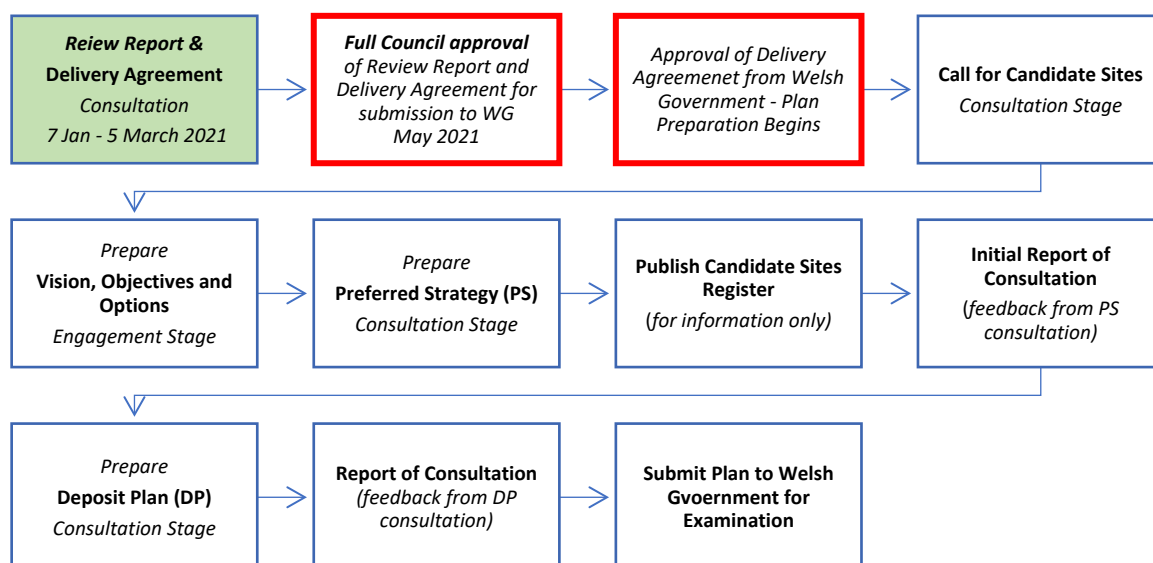 Reiew Report &
Delivery Agreement
Consultation
7 Jan - 5 March 2021
Full Council approval
of Review Report and
Delivery Agreement for
submission to WG
May 2021
Approval of Delivery
Agreemenet from Welsh
Government - Plan
Preparation Begins
Call for Candidate Sites
Consultation Stage
Prepare
Vision, Objectives and
Options
Engagement Stage
Prepare
Preferred Strategy (PS)
Consultation Stage
Publish Candidate Sites
Register
(for information only)
Initial Report of
Consultation
(feedback from PS
consultation)
Prepare
Deposit Plan (DP)
Consultation Stage
Report of Consultation
(feedback from DP
consultation)
Submit Plan to Welsh
Gvoernment for
Examination